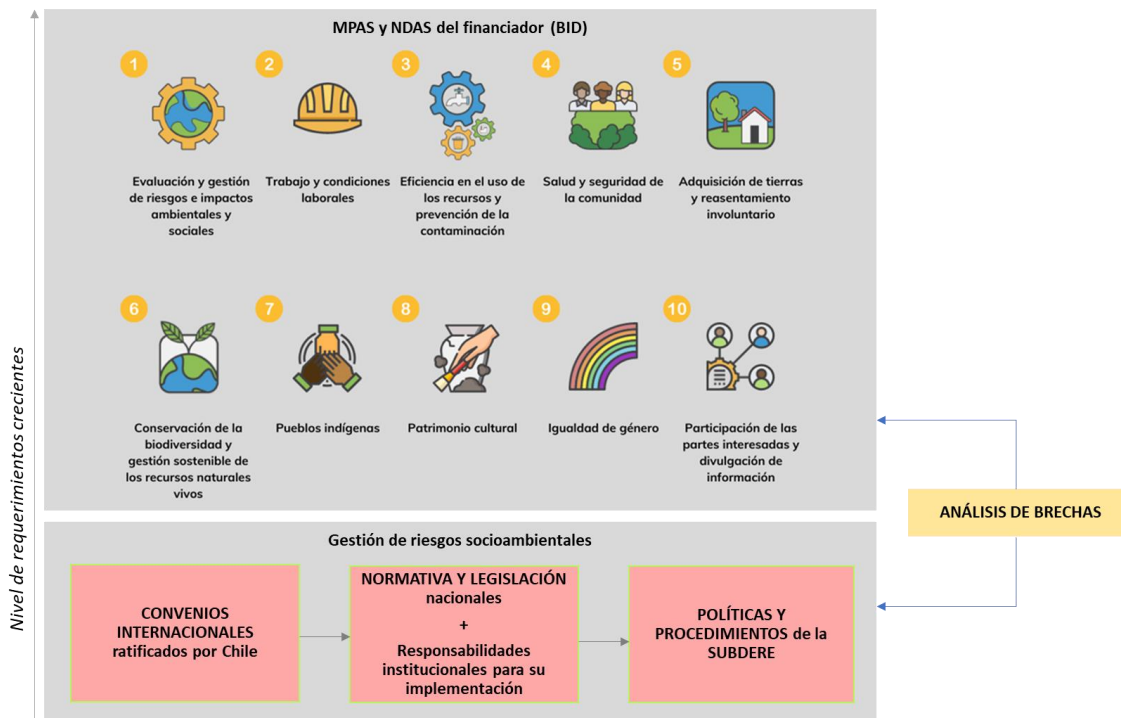 MPAS y NDAS del financiador (BID)
1
2
3
4
5
Evaluación y gestión
de riesgos e impactos
ambientales y
sociales
Trabajo y condiciones
laborales
Eficiencia en el uso de
los recursos y
prevención de la
contaminación
Salud y seguridad de
la comunidad
Adquisición de tierras
y reasentamiento
involuntario
6
7
8
9
10
Conservación de la
biodiversidad y
gestión sostenible de
los recursos naturales
vivos
Pueblos indígenas
Patrimonio cultural
Igualdad de género
Participación de las
partes interesadas y
divulgación de
información
Nivel de requerimientos crecientes
ANÁLISIS DE BRECHAS
Gestión de riesgos socioambientales
CONVENIOS
INTERNACIONALES
ratificados por Chile
NORMATIVA Y LEGISLACIÓN
nacionales
+
Responsabilidades
institucionales para su
implementación
POLÍTICAS Y
PROCEDIMIENTOS de la
SUBDERE